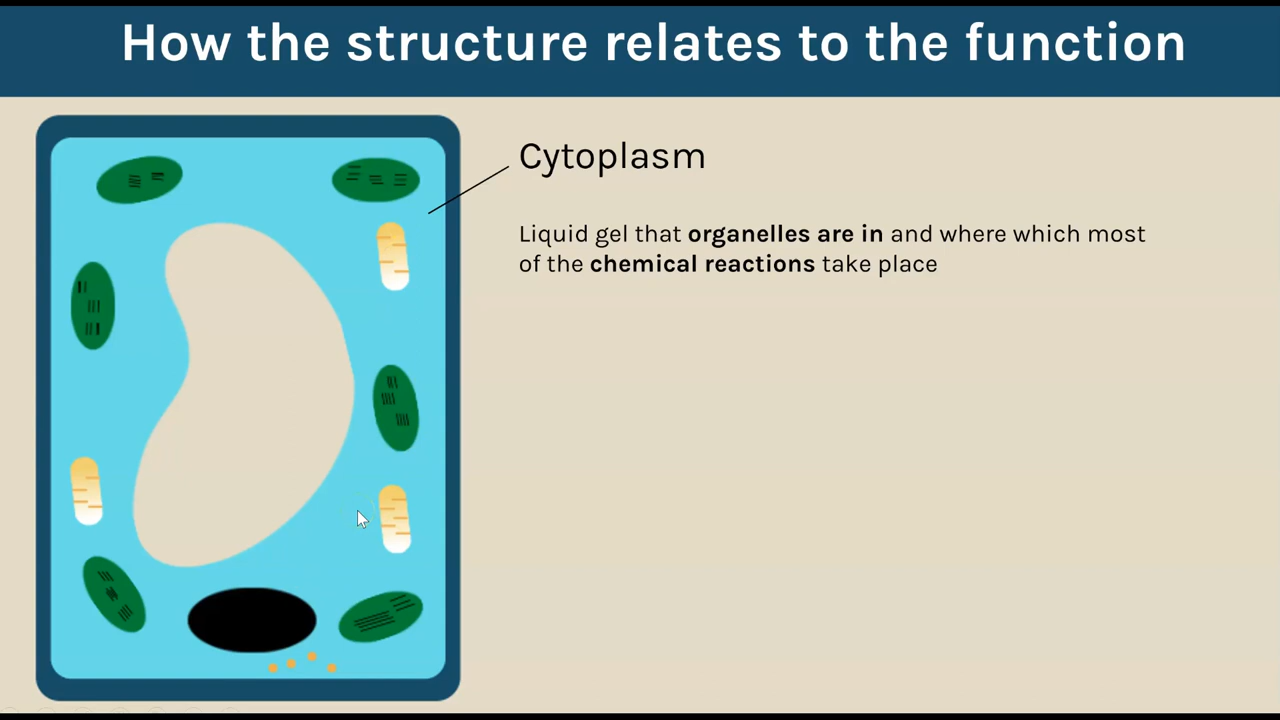 How the structure relates to the function
Cytoplasm
Liquid gel that organelles are in and where which most
of the chemical reactions take place